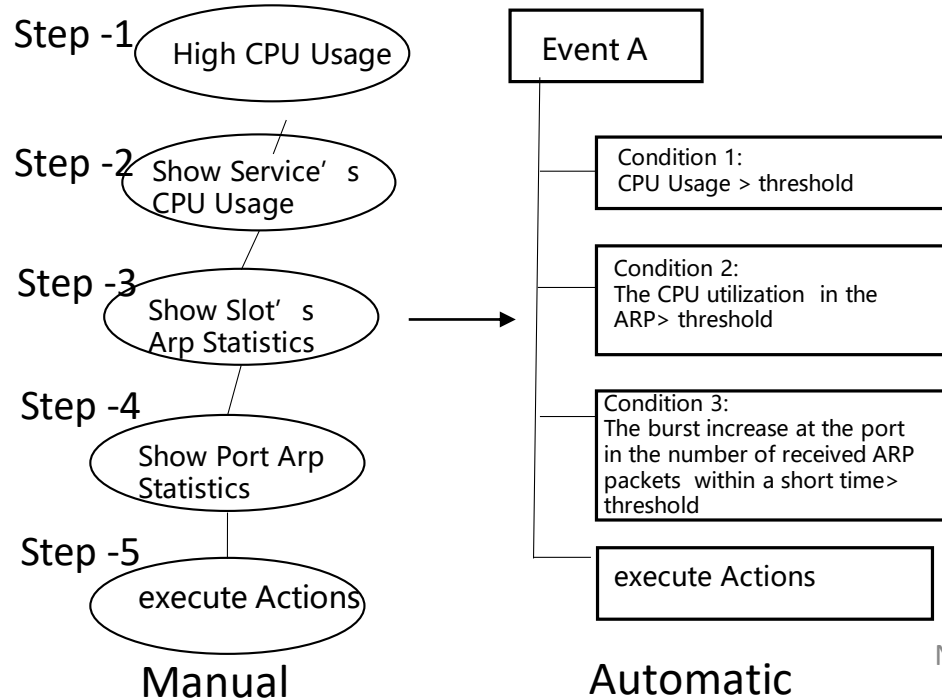 Step -1
High CPU Usage
Step -2
Show Service’ s
CPU Usage
Step -3
Show Slot’ s
Arp Statistics
Step -4
Show Port Arp
Statistics
Step -5
execute Actions
Manual
Event A
Condition 1:
CPU Usage > threshold
Condition 2:
The CPU utilization in the
ARP> threshold
Condition 3:
The burst increase at the port
in the number of received ARP
packets within a short time>
threshold
execute Actions
Automatic
N